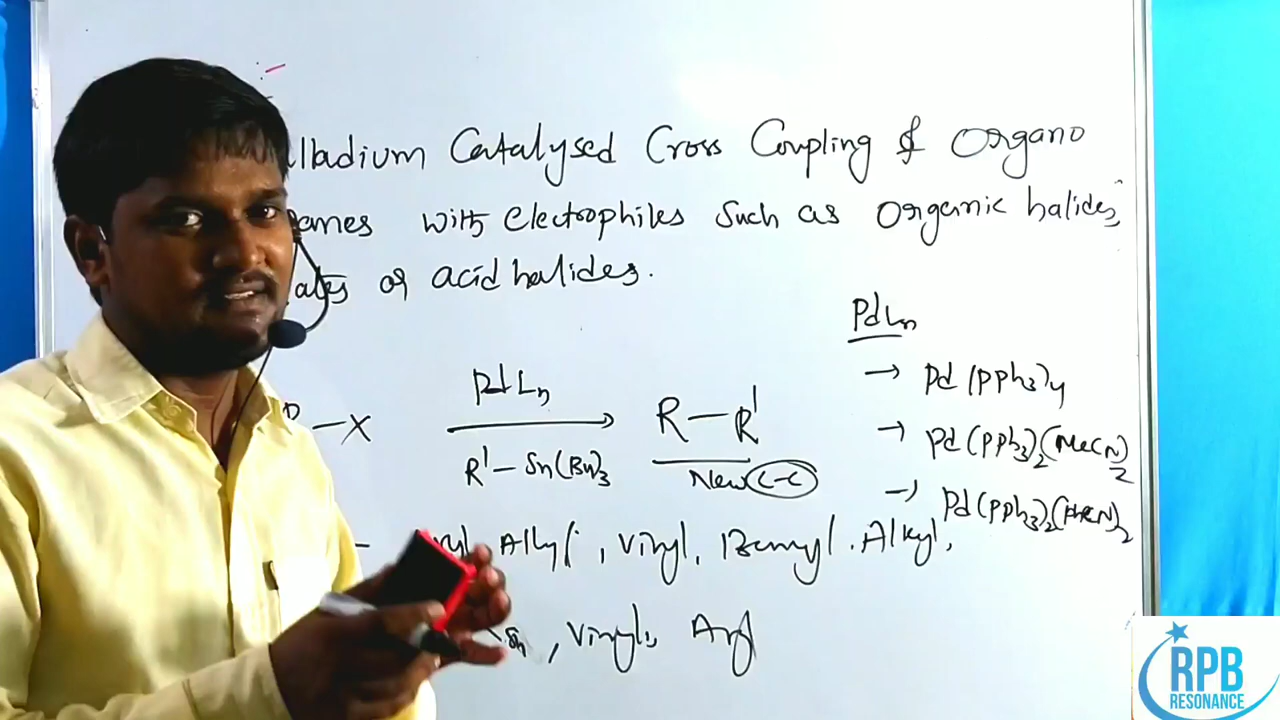 lladium Catalysed Cross Coupling of Organo
annes with electrophiles such as organic halides,
ates or acid halides.
PdLn
→ Pd(PPh3)4
—X PdLn R—R'
R'—Sn(Bu)3 New C-C
→ Pd(PPh3)2(MeCN)2
→ Pd(PPh3)2(PhCN)2
Allyl, Vinyl, Benzyl. Alkyl,
, Vinyl,
RPB
RESONANCE